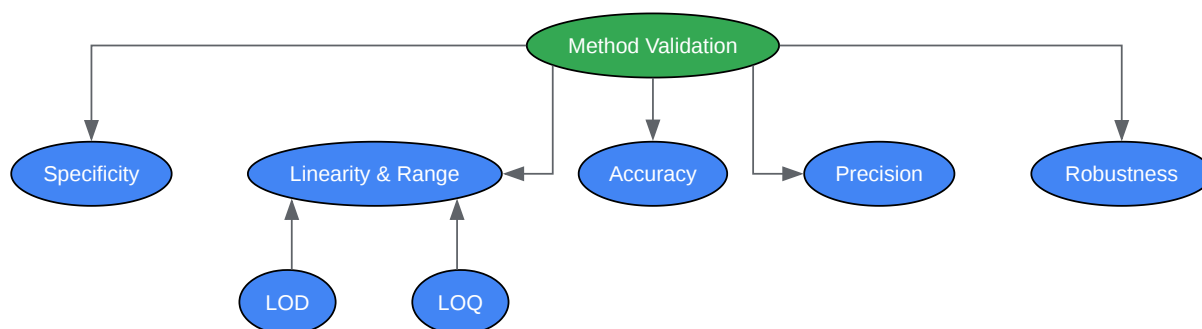 Method Validation
Specificity
Linearity & Range
Accuracy
Precision
Robustness
LOD
LOQ